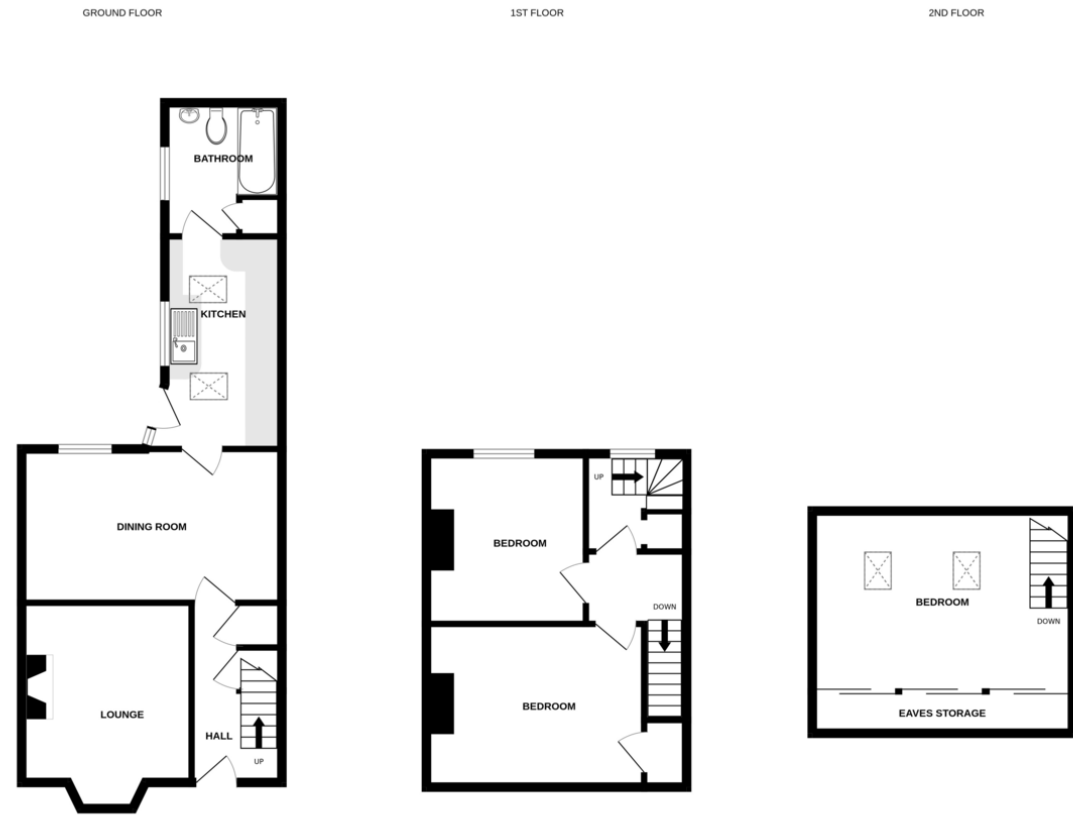 GROUND FLOOR
BATHROOM
KITCHEN
DINING ROOM
LOUNGE
HALL
UP
1ST FLOOR
UP
BEDROOM
DOWN
BEDROOM
2ND FLOOR
BEDROOM
DOWN
EAVES STORAGE